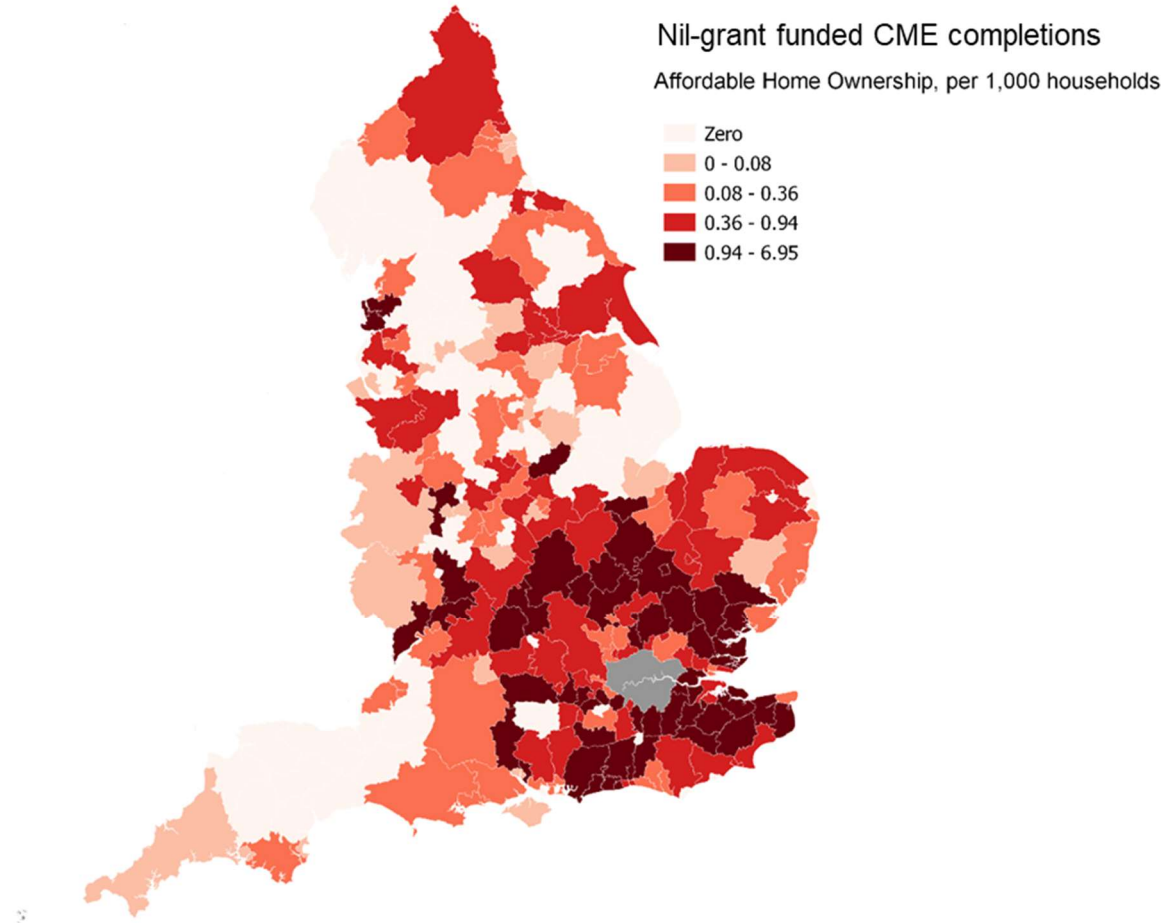 Nil-grant funded CME completions
Affordable Home Ownership, per 1,000 households
Zero
0 - 0.08
0.08 - 0.36
0.36 - 0.94
0.94 - 6.95